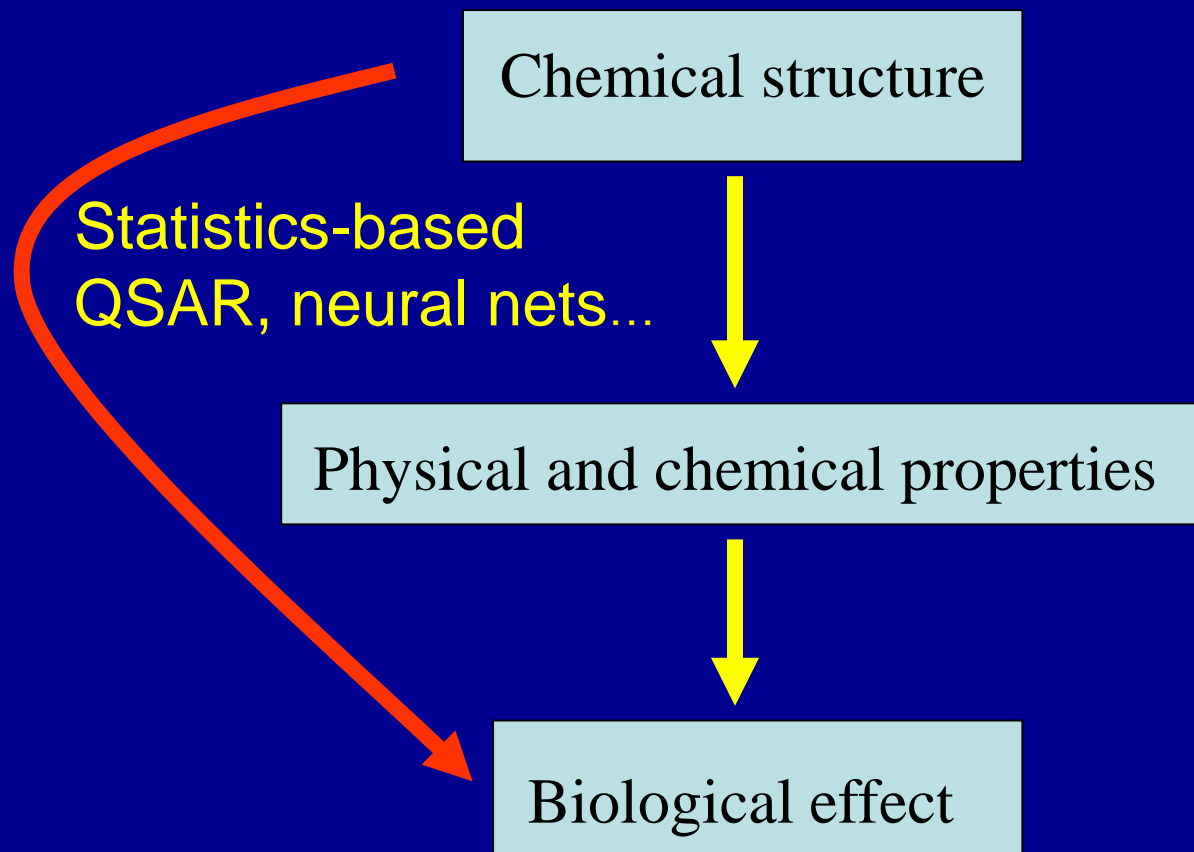 Chemical structure
Statistics-based
QSAR, neural nets...
Physical and chemical properties
Biological effect